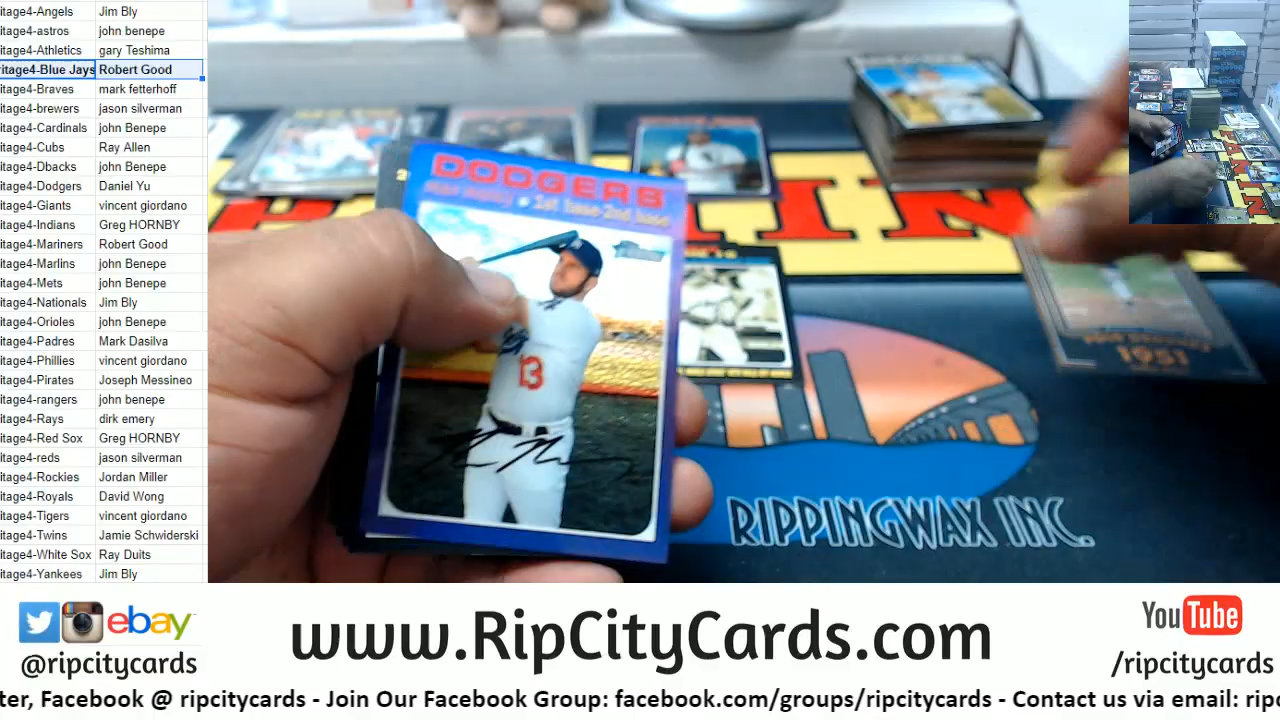 itage4-Angels Jim Bly
itage4-astros john benepe
itage4-Athletics gary Teshima
ritage4-Blue Jays Robert Good
itage4-Braves mark fetterhoff
itage4-brewers jason silverman
itage4-Cardinals john Benepe
itage4-Cubs Ray Allen
itage4-Dbacks john Benepe
itage4-Dodgers Daniel Yu
itage4-Giants vincent giordano
itage4-Indians Greg HORNBY
itage4-Mariners Robert Good
itage4-Marlins john Benepe
itage4-Mets john Benepe
itage4-Nationals Jim Bly
itage4-Orioles john Benepe
itage4-Padres Mark Dasilva
itage4-Phillies vincent giordano
itage4-Pirates Joseph Messineo
itage4-rangers john benepe
itage4-Rays dirk emery
itage4-Red Sox Greg HORNBY
itage4-reds jason silverman
itage4-Rockies Jordan Miller
itage4-Royals David Wong
itage4-Tigers vincent giordano
itage4-Twins Jamie Schwiderski
itage4-White Sox Ray Duits
itage4-Yankees Jim Bly
DODGERB
1st base-2nd base
13
1951
RIPPINGWAX INC.
ebay
@ripcitycards
www.RipCityCards.com
YouTube
/ripcitycards
ter, Facebook @ ripcitycards - Join Our Facebook Group: facebook.com/groups/ripcitycards - Contact us via email: ripc